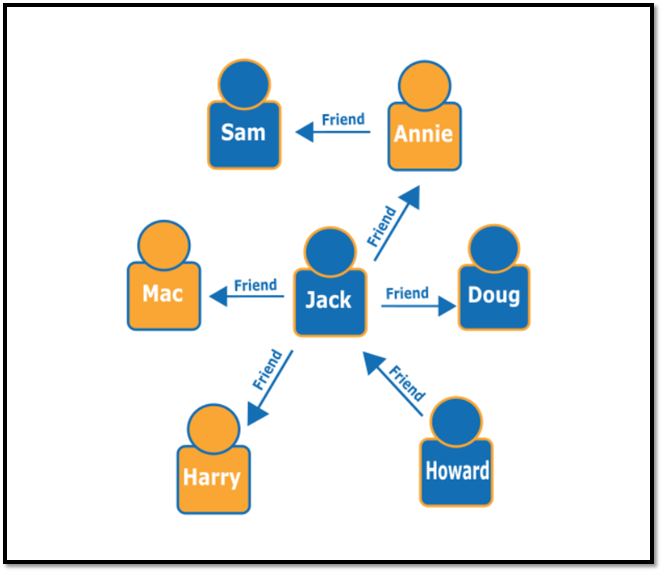 Friend
Sam
Annie
Friend
Mac
Friend
Jack
Friend
Doug
Friend
Friend
Harry
Howard